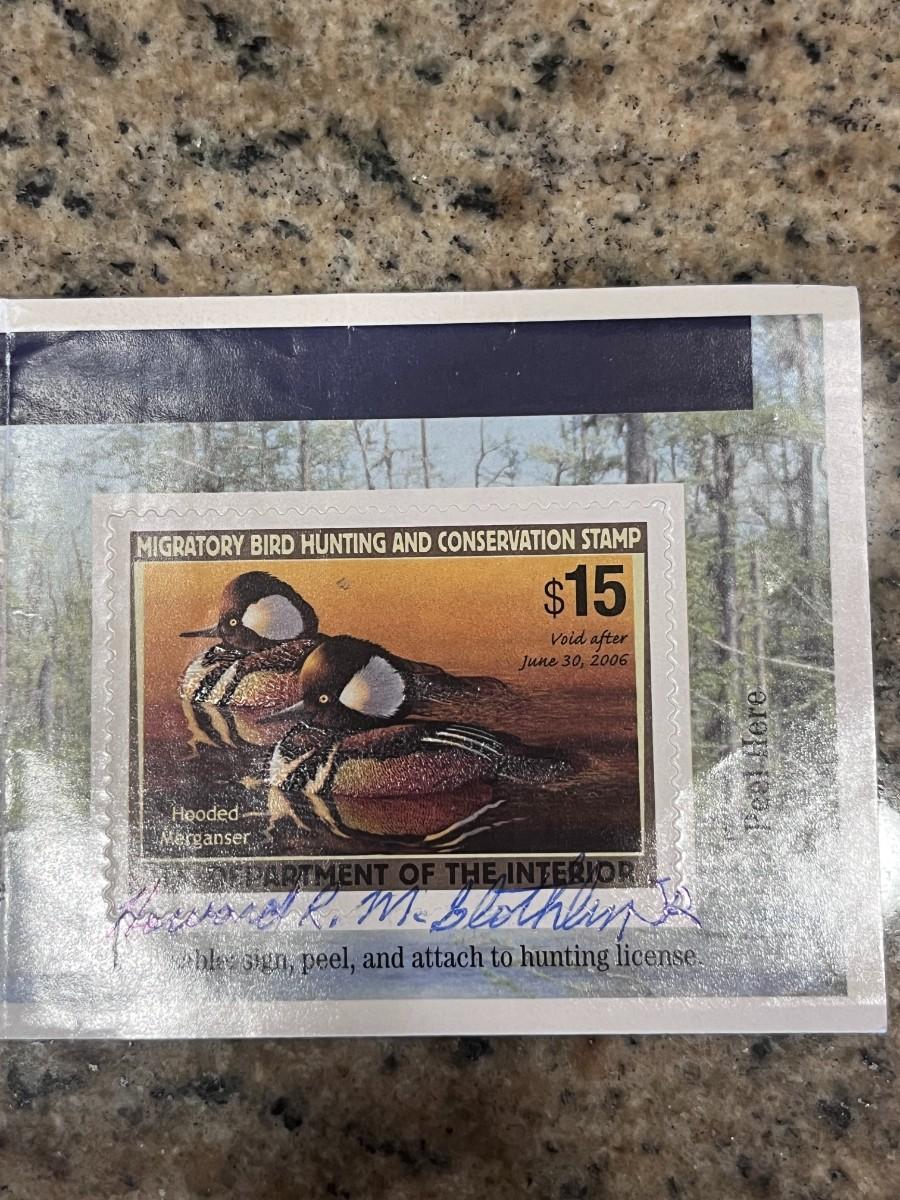 MIGRATORY BIRD HUNTING AND CONSERVATION STAMP
$15
Void after
June 30, 2006
Peel Here
Hooded
Merganser
DEPARTMENT OF THE INTERIOR
Howard R. McGlothlin Jr
sign, peel, and attach to hunting license.